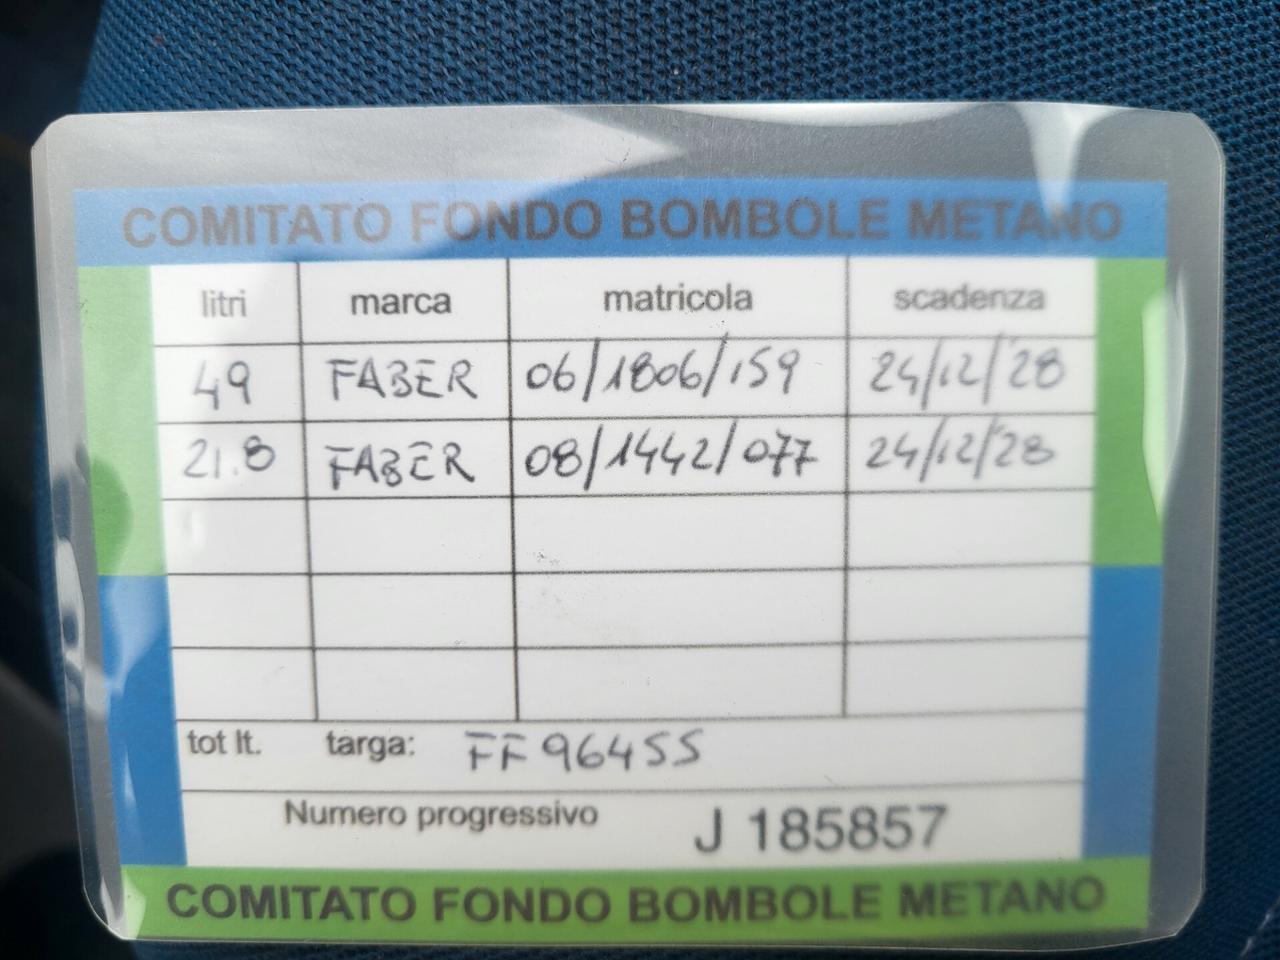 COMITATO FONDO BOMBOLE METANO
litri marca matricola scadenza
49 FABER 06/1806/159 24/12/28
21.8 FABER 08/1442/077 24/12/28
tot lt. targa: FF964SS
Numero progressivo J 185857
COMITATO FONDO BOMBOLE METANO